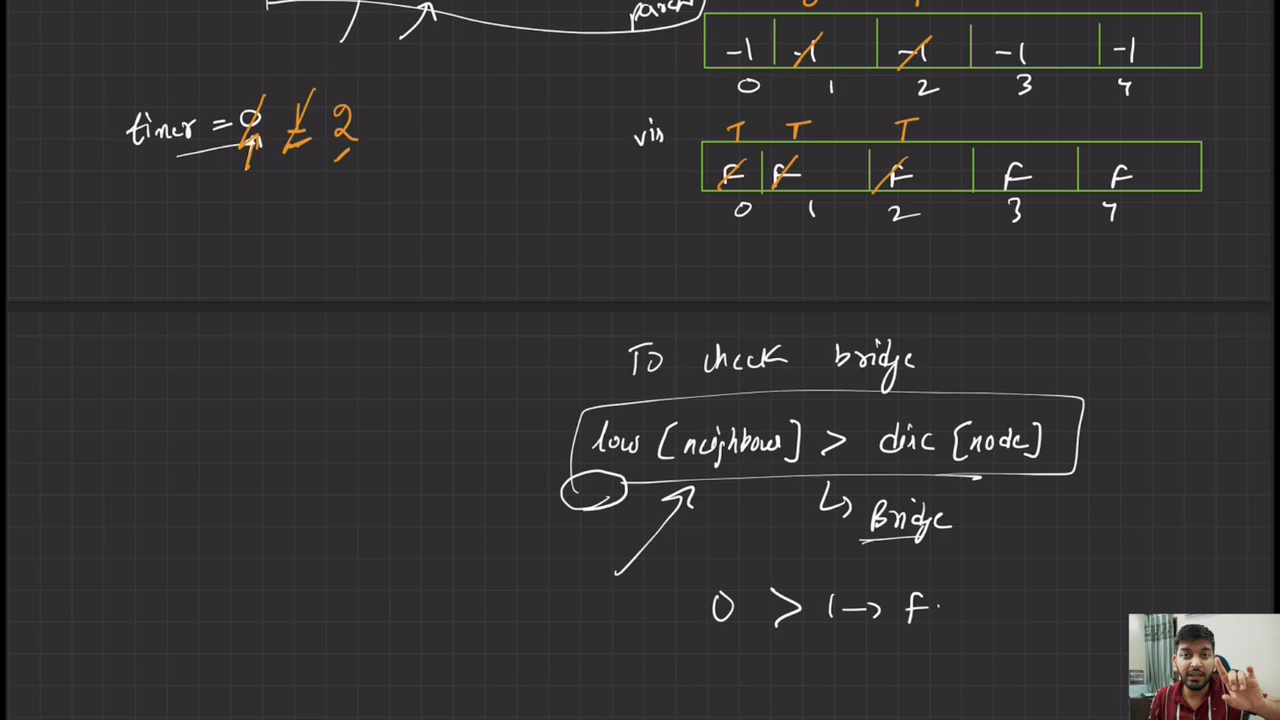 parent
-1 -1 -1 -1 -1
0 1 2 3 4
timer = 0 1 2
vis
T T T
F F F F F
0 1 2 3 4
To check bridge
low [neighbour] > disc [node]
↳ Bridge
0 > 1 → F.